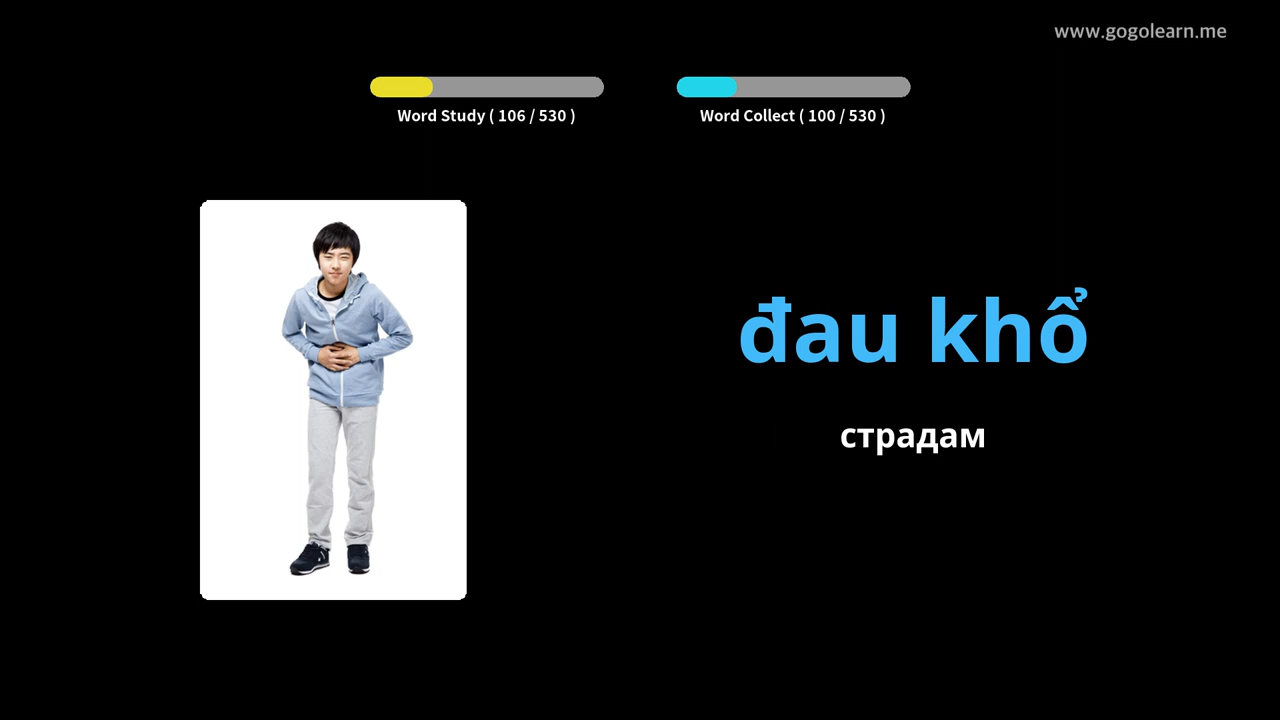 www.gogolearn.me
Word Study ( 106 / 530 )
Word Collect ( 100 / 530 )
đau khổ
страдам